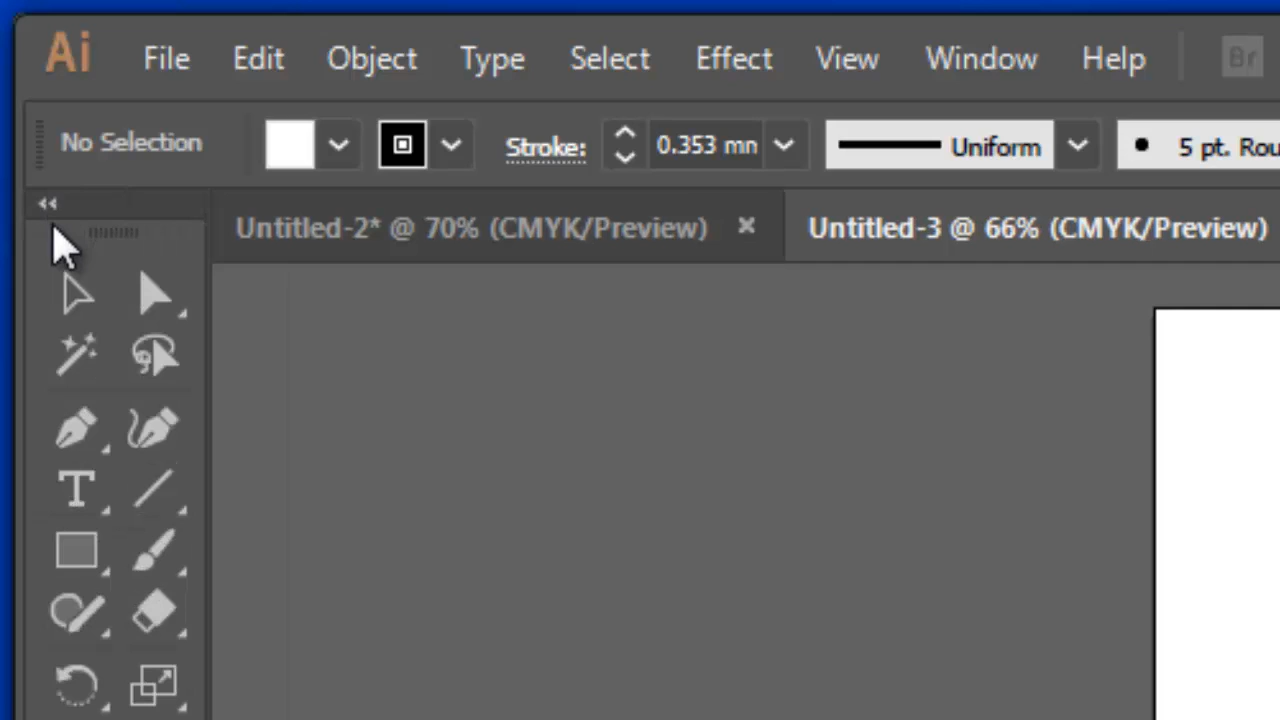 Ai File Edit Object Type Select Effect View Window Help Br
No Selection Stroke: 0.353 mm Uniform 5 pt. Rou
Untitled-2* @ 70% (CMYK/Preview) × Untitled-3 @ 66% (CMYK/Preview)